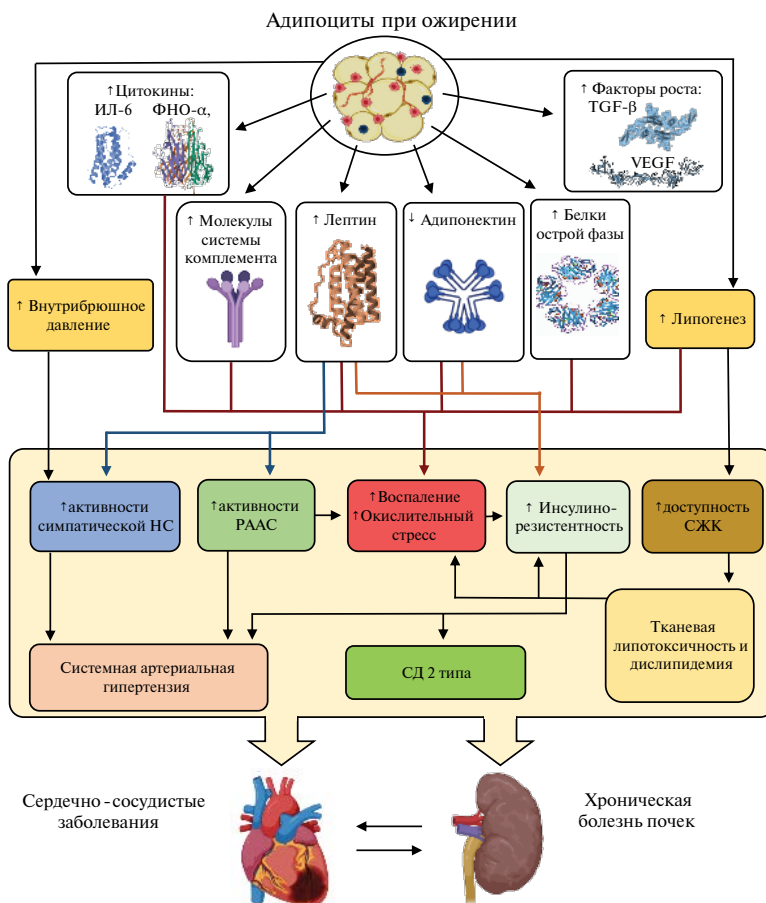 Адипоциты при ожирении
↑Цитокины:
ИЛ-6 ФНО-α,
↑ Факторы роста:
TGF-β
VEGF
↑ Молекулы
системы
комплемента
↑ Лептин
↓ Адипонектин
↑ Белки
острой фазы
↑ Внутрибрюшное
давление
↑ Липогенез
↑активности
симпатической НС
↑активности
РААС
↑Воспаление
↑Окислительный
стресс
↑ Инсулино-
резистентность
↑доступность
СЖК
Системная артериальная
гипертензия
СД 2 типа
Тканевая
липотоксичность и
дислипидемия
Сердечно - сосудистые
заболевания
Хроническая
болезнь почек